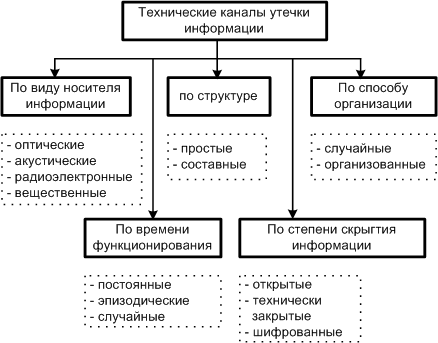 Технические каналы утечки
информации
По виду носителя
информации
по структуре
По способу
организации
- оптические
- акустические
- радиоэлектронные
- вещественные
- простые
- составные
- случайные
- организованные
По времени
функционирования
По степени скрыгтия
информации
- постоянные
- эпизодические
- случайные
- открытые
- технически
закрытые
- шифрованные